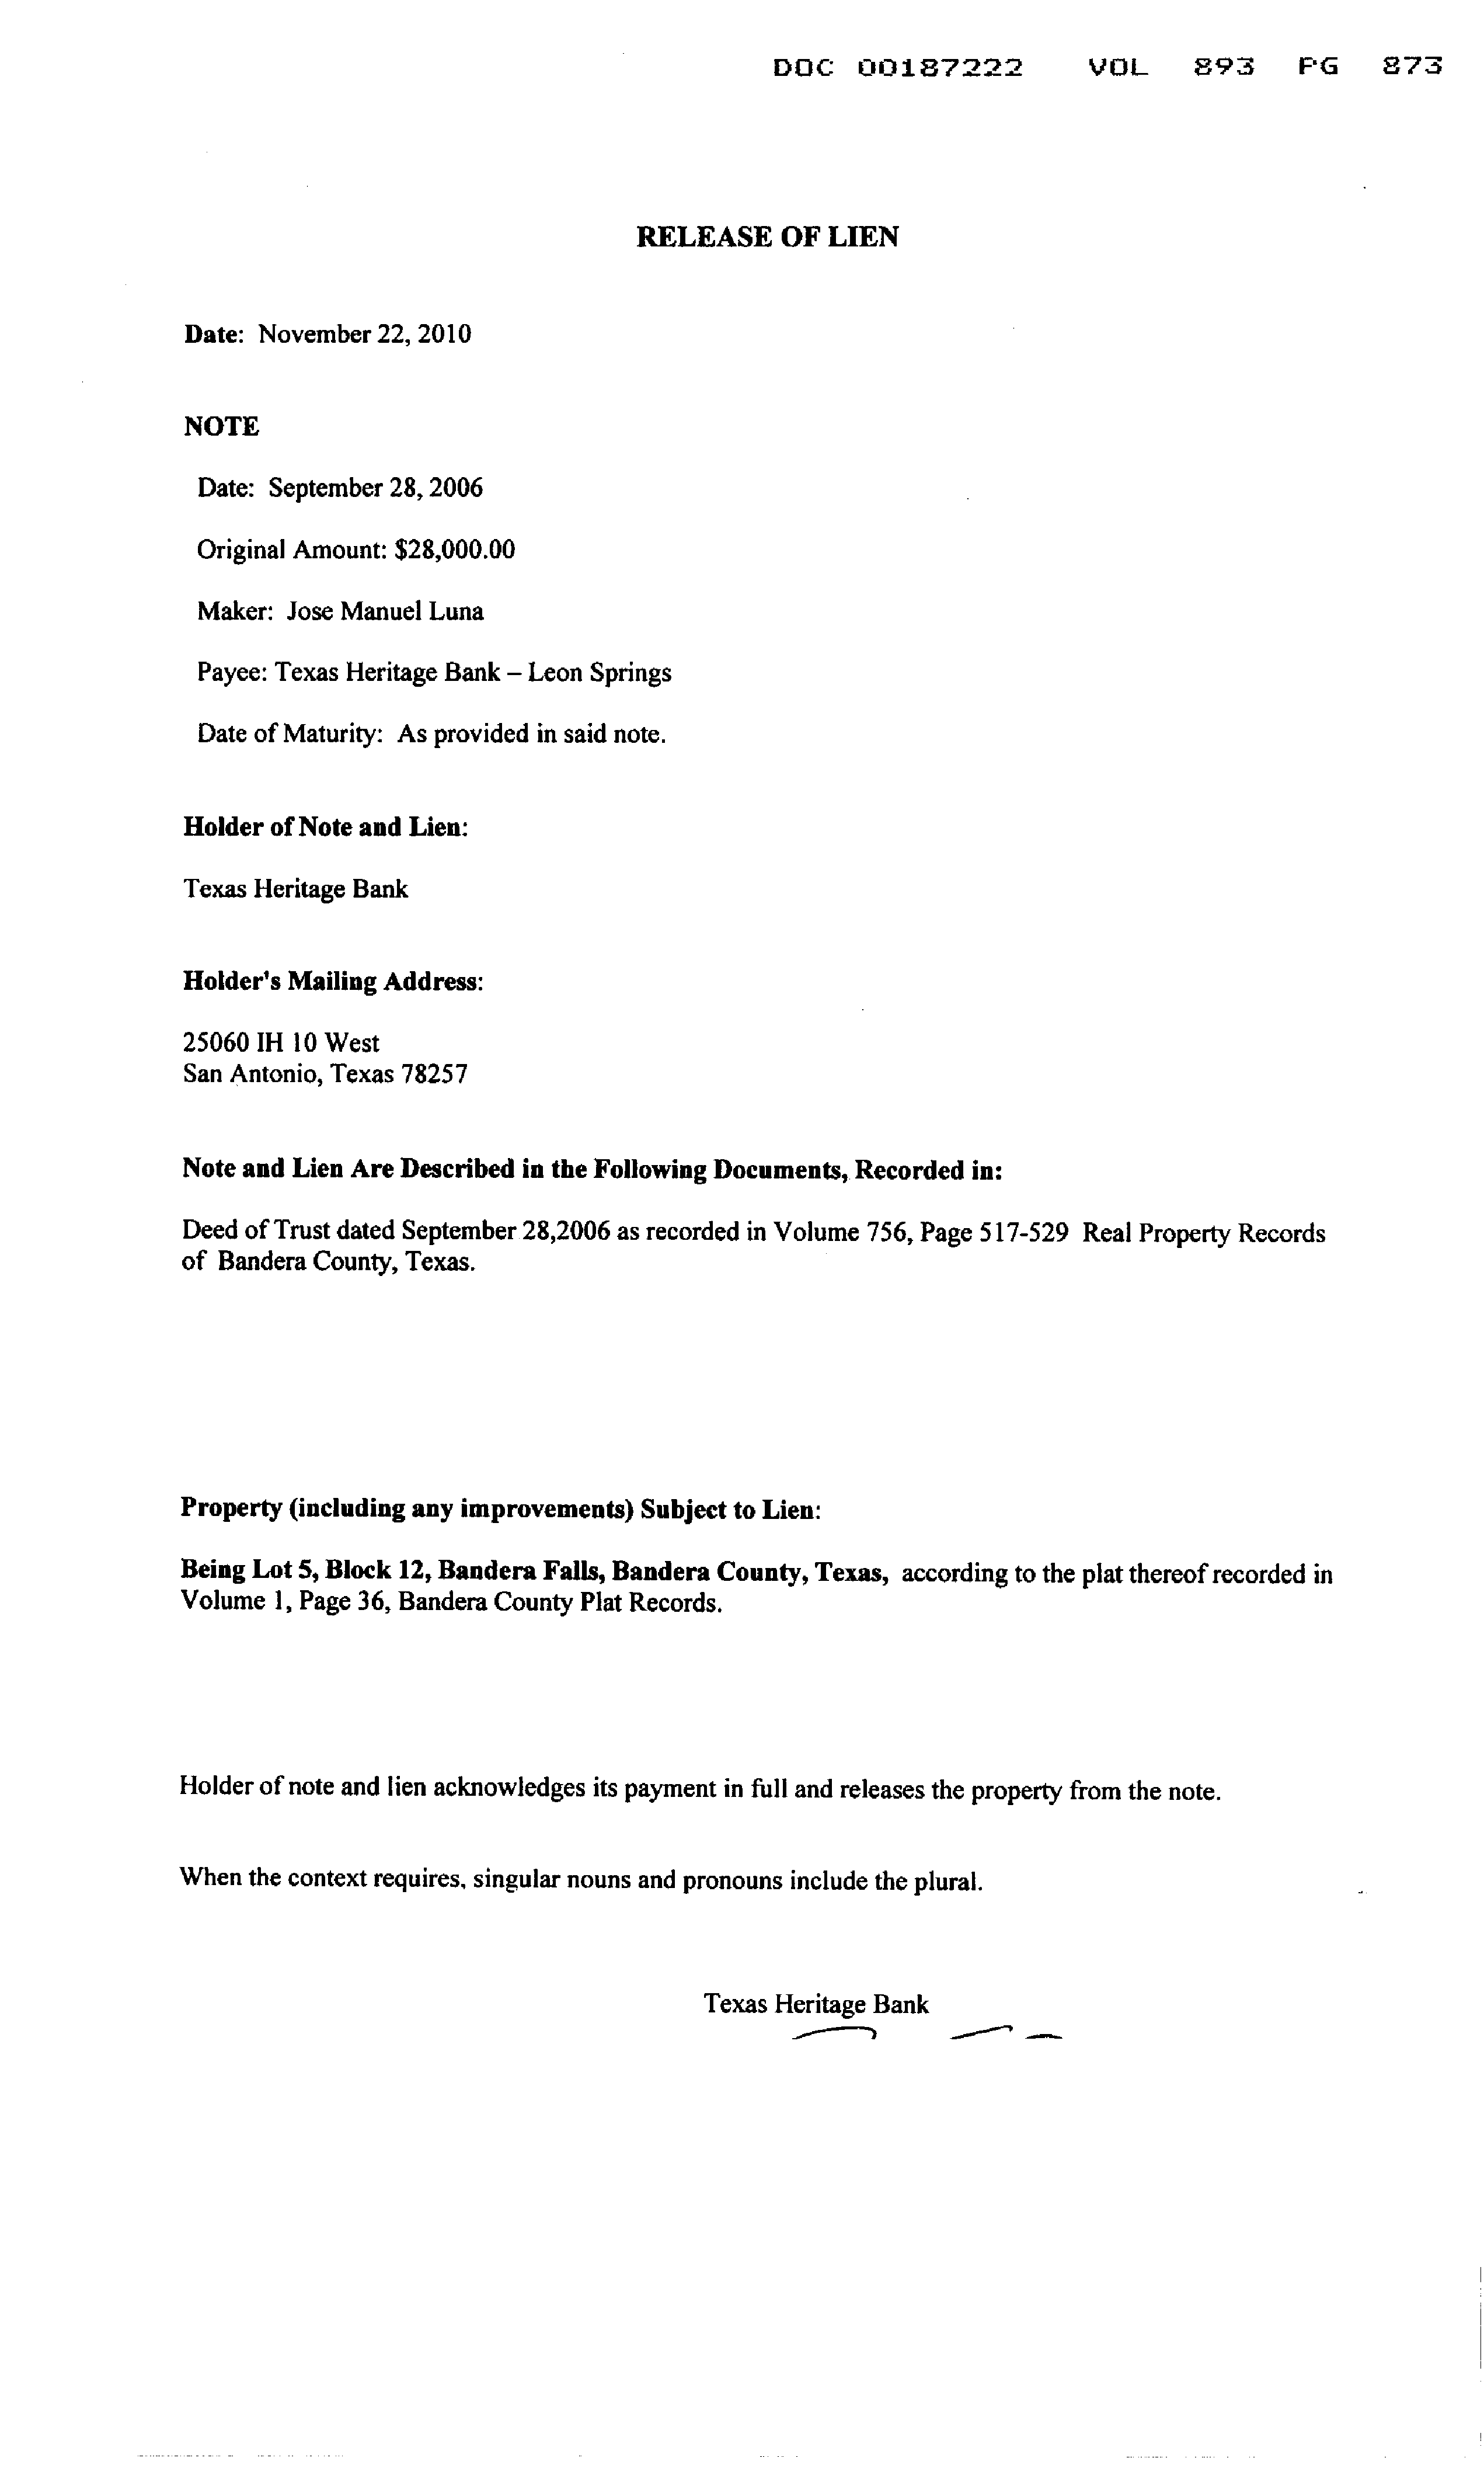 DOC 00187222 VOL 893 PG 873
RELEASE OF LIEN
Date: November 22, 2010
NOTE
Date: September 28, 2006
Original Amount: $28,000.00
Maker: Jose Manuel Luna
Payee: Texas Heritage Bank – Leon Springs
Date of Maturity: As provided in said note.
Holder of Note and Lien:
Texas Heritage Bank
Holder's Mailing Address:
25060 IH 10 West
San Antonio, Texas 78257
Note and Lien Are Described in the Following Documents, Recorded in:
Deed of Trust dated September 28,2006 as recorded in Volume 756, Page 517-529 Real Property Records
of Bandera County, Texas.
Property (including any improvements) Subject to Lien:
Being Lot 5, Block 12, Bandera Falls, Bandera County, Texas, according to the plat thereof recorded in
Volume 1, Page 36, Bandera County Plat Records.
Holder of note and lien acknowledges its payment in full and releases the property from the note.
When the context requires, singular nouns and pronouns include the plural.
Texas Heritage Bank